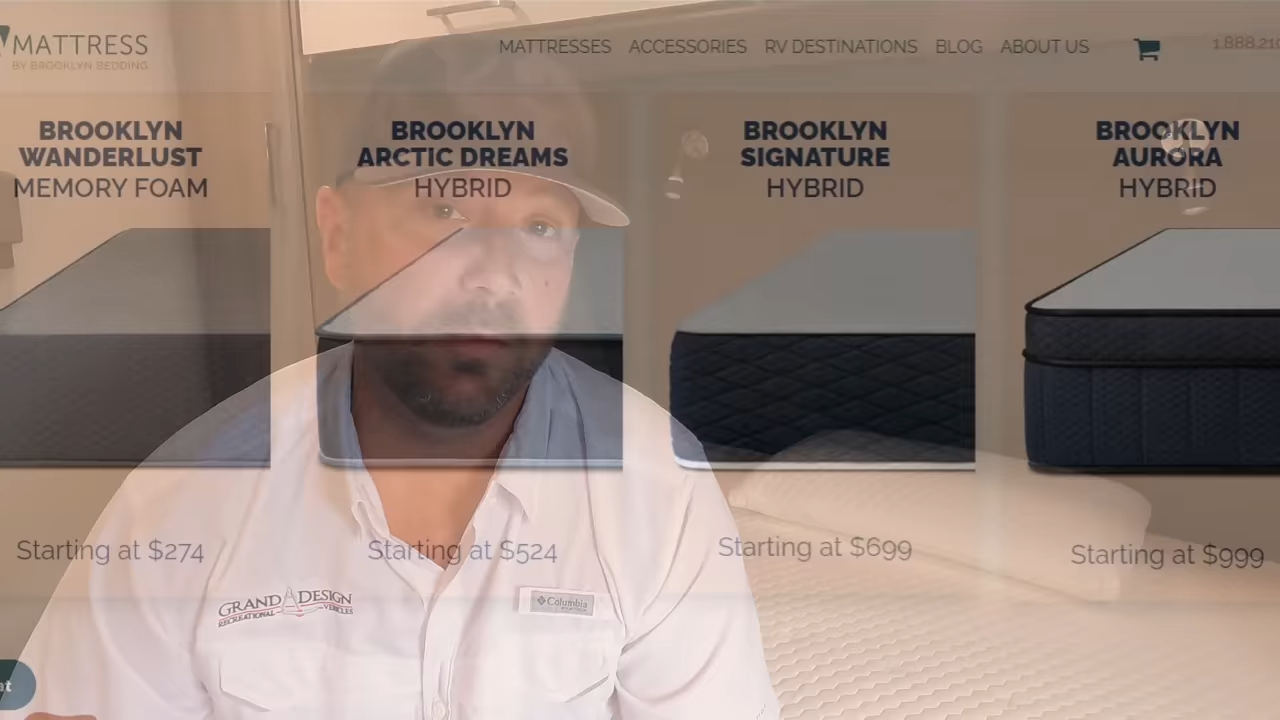 MATTRESS
BY BROOKLYN BEDDING
MATTRESSES ACCESSORIES RV DESTINATIONS BLOG ABOUT US
BROOKLYN
WANDERLUST
MEMORY FOAM
BROOKLYN
ARCTIC DREAMS
HYBRID
BROOKLYN
SIGNATURE
HYBRID
BROOKLYN
AURORA
HYBRID
Starting at $274
Starting at $524
Starting at $699
Starting at $999
GRAND DESIGN
RECREATIONAL VEHICLES
Columbia